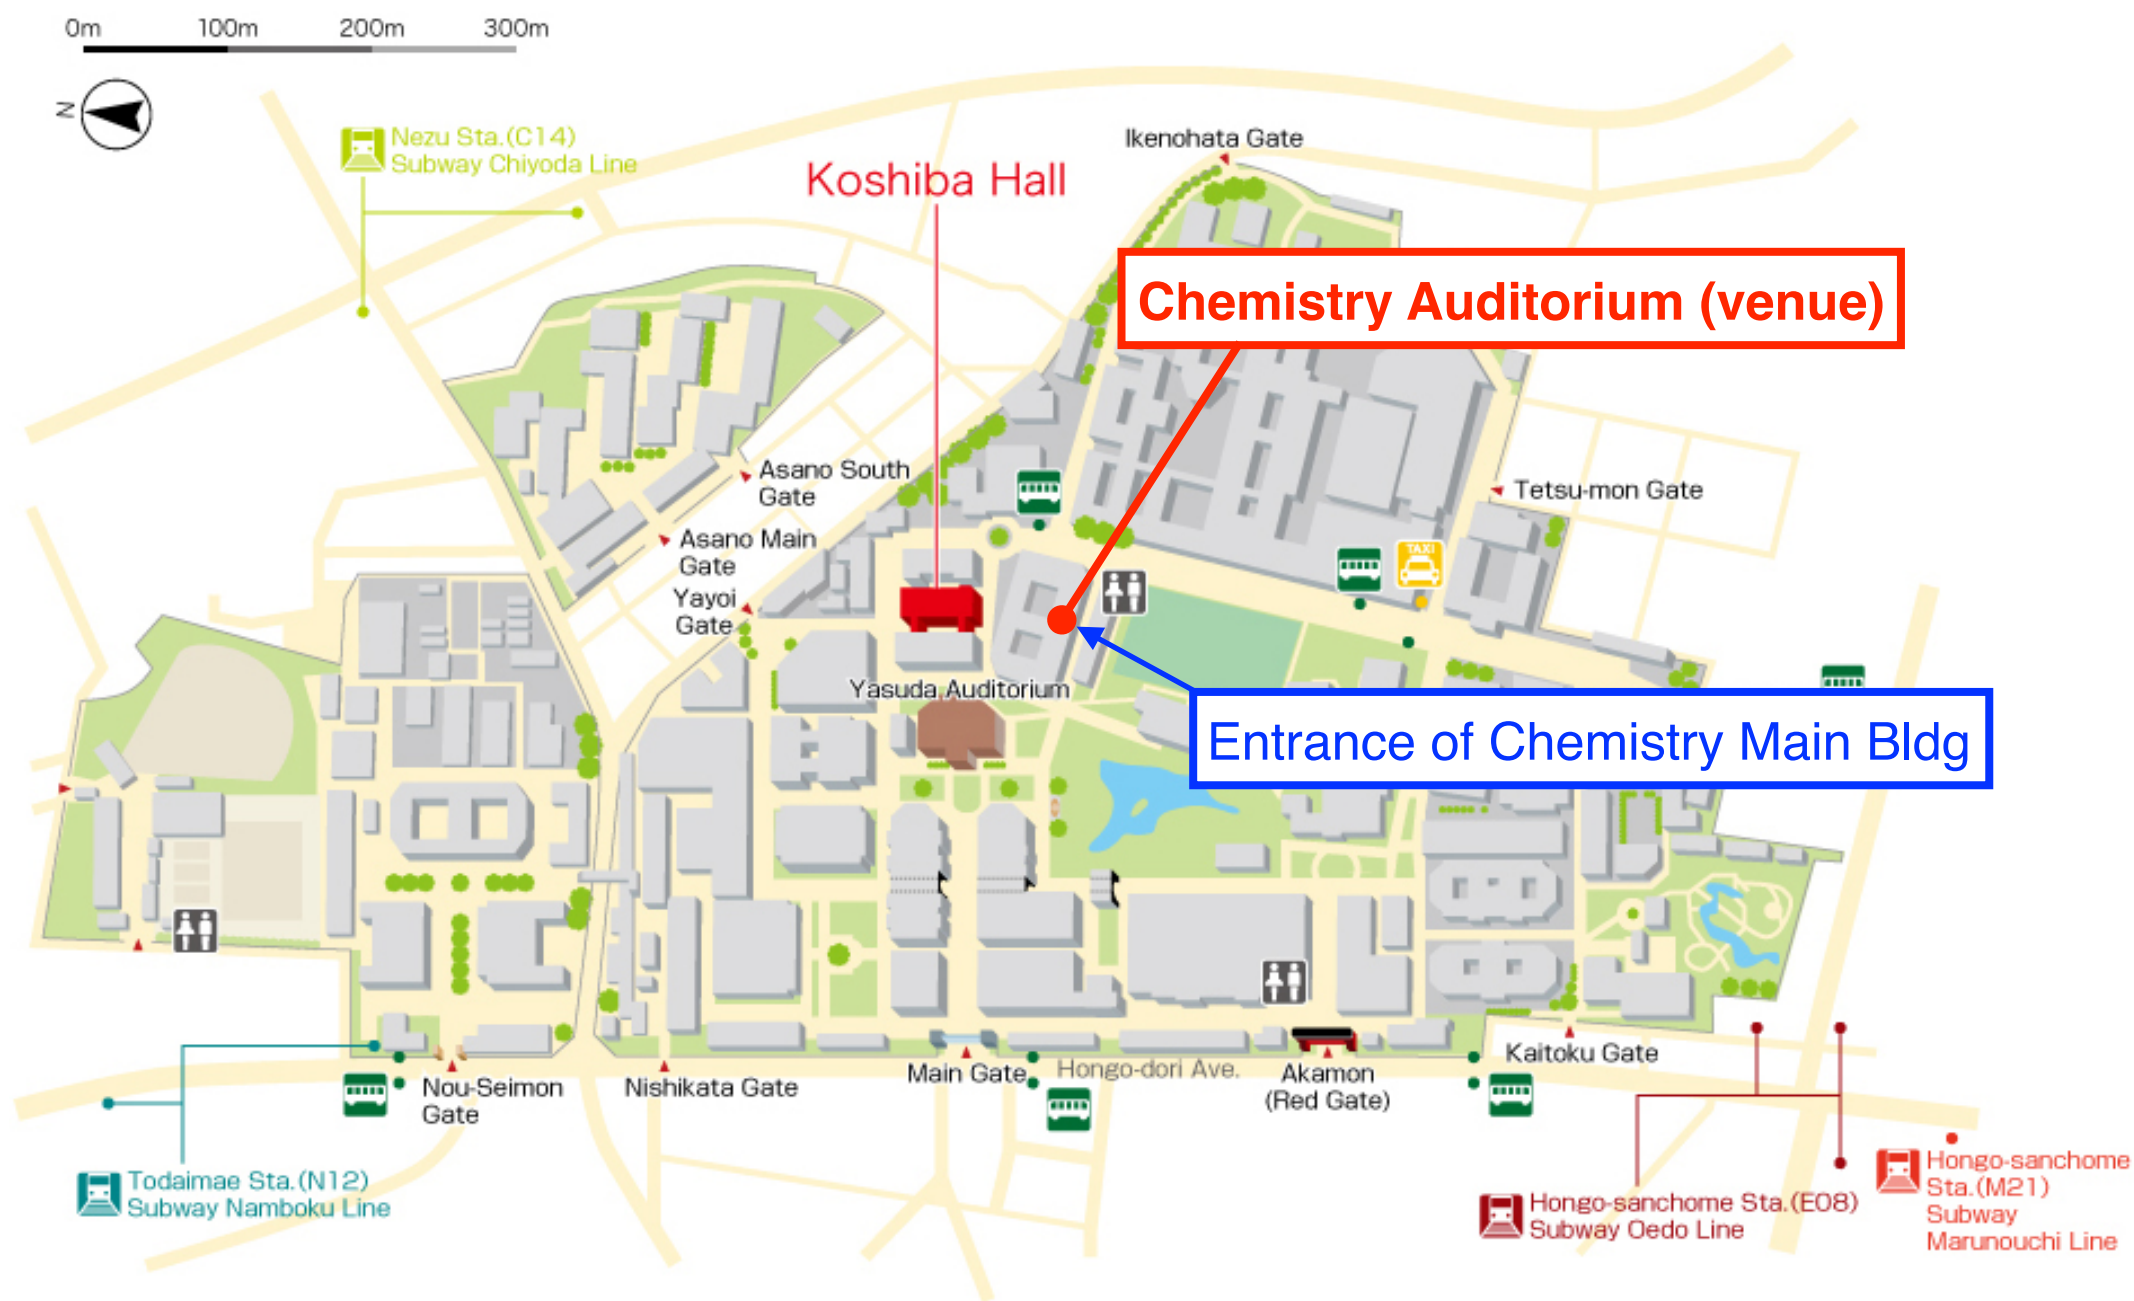 0m 100m 200m 300m
N
Nezu Sta.(C14)
Subway Chiyoda Line
Ikenohata Gate
Koshiba Hall
Chemistry Auditorium (venue)
Asano South
Gate
Tetsu-mon Gate
Asano Main
Gate
TAXI
Yayoi
Gate
Yasuda Auditorium
Entrance of Chemistry Main Bldg
Nou-Seimon
Gate
Nishikata Gate
Main Gate
Hongo-dori Ave.
Akamon
(Red Gate)
Kaitoku Gate
Todaimae Sta.(N12)
Subway Namboku Line
Hongo-sanchome Sta.(E08)
Subway Oedo Line
Hongo-sanchome
Sta.(M21)
Subway
Marunouchi Line